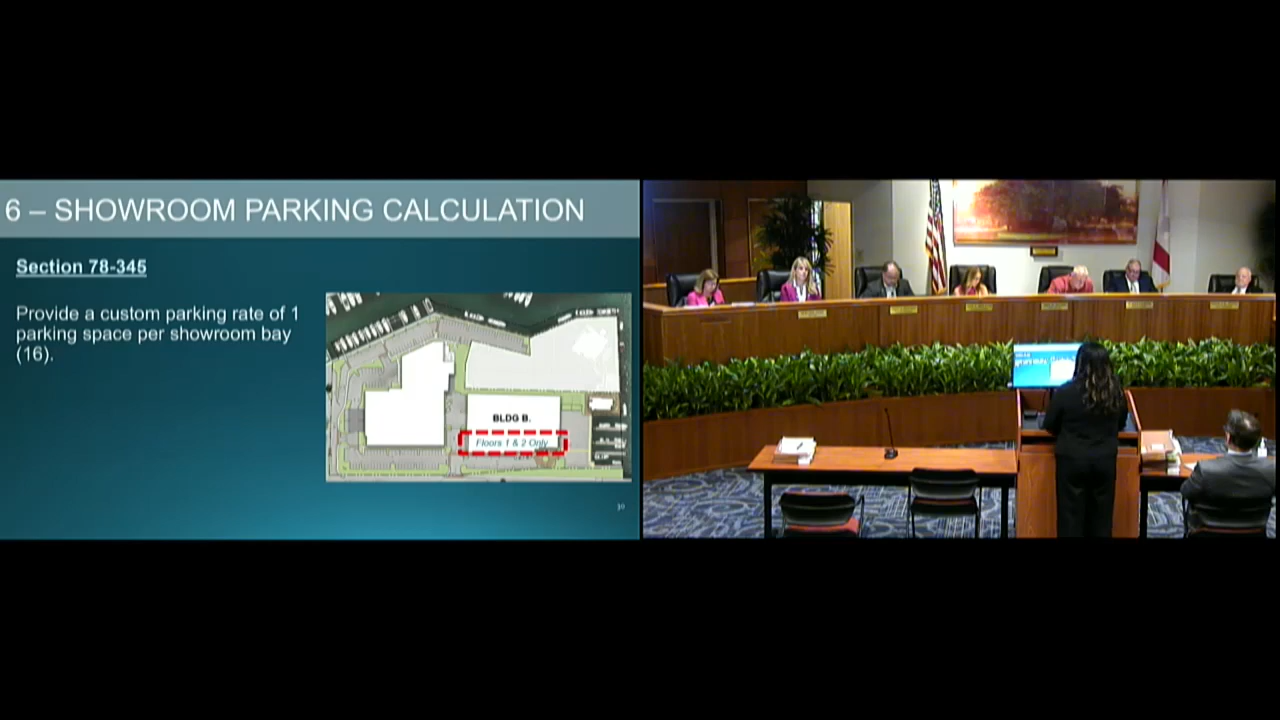 6 – SHOWROOM PARKING CALCULATION
Section 78-345
Provide a custom parking rate of 1
parking space per showroom bay
(16).
BLDG B.
Floors 1 & 2 Only
30